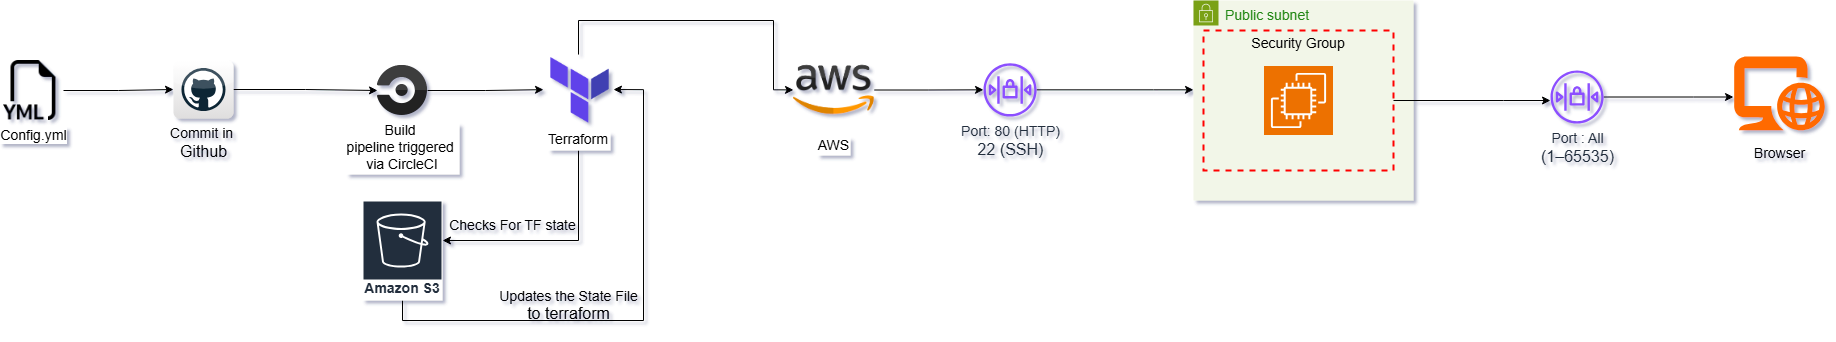 YML
Config.yml
Commit in
Github
Build
pipeline triggered
via CircleCI
Terraform
Checks For TF state
Amazon S3
Updates the State File
to terraform
aws
AWS
Port: 80 (HTTP)
22 (SSH)
Public subnet
Security Group
Port : All
(1–65535)
Browser